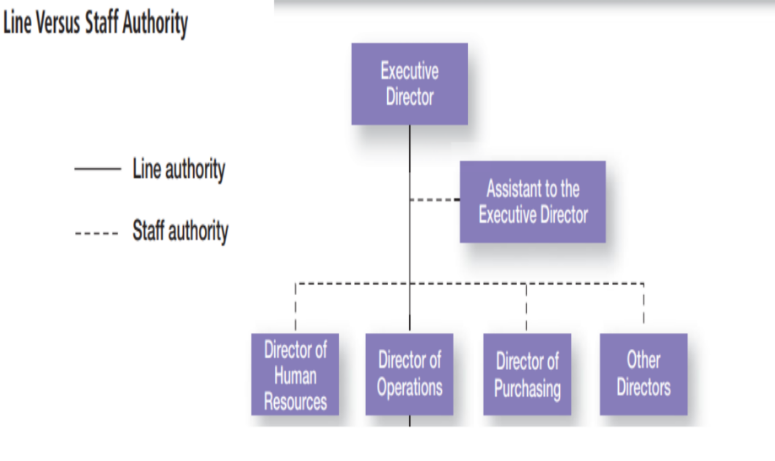 Line Versus Staff Authority
Executive
Director
Line authority
Assistant to the
Executive Director
Staff authority
Director of
Human
Resources
Director of
Operations
Director of
Purchasing
Other
Directors